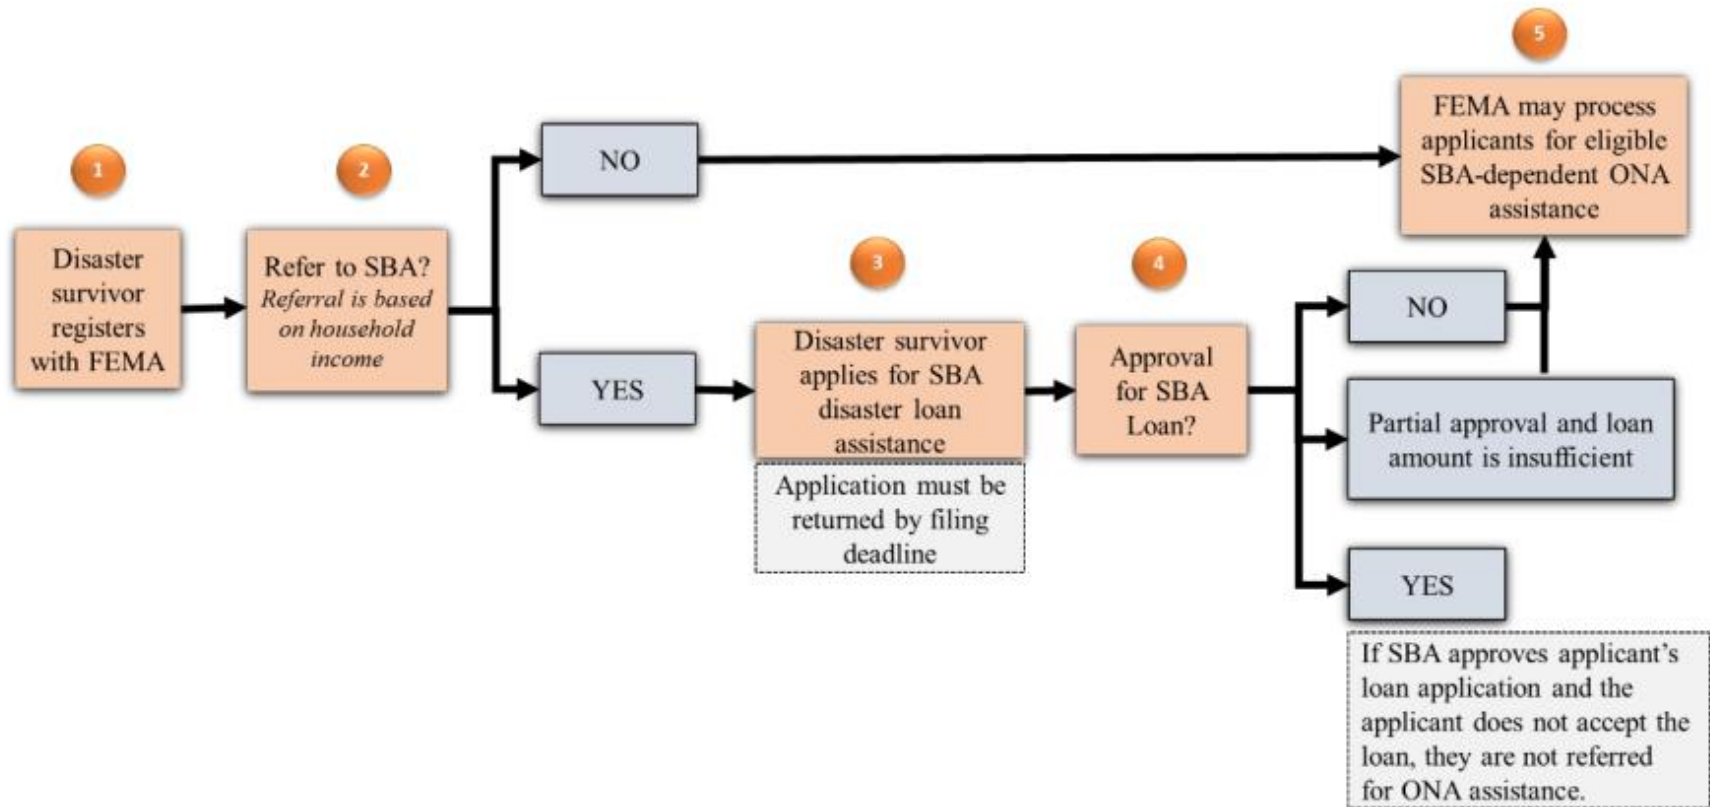 1
Disaster
survivor
registers
with FEMA
2
Refer to SBA?
Referral is based
on household
income
NO
YES
3
Disaster survivor
applies for SBA
disaster loan
assistance
Application must be
returned by filing
deadline
4
Approval
for SBA
Loan?
NO
Partial approval and loan
amount is insufficient
YES
If SBA approves applicant’s
loan application and the
applicant does not accept the
loan, they are not referred
for ONA assistance.
5
FEMA may process
applicants for eligible
SBA-dependent ONA
assistance